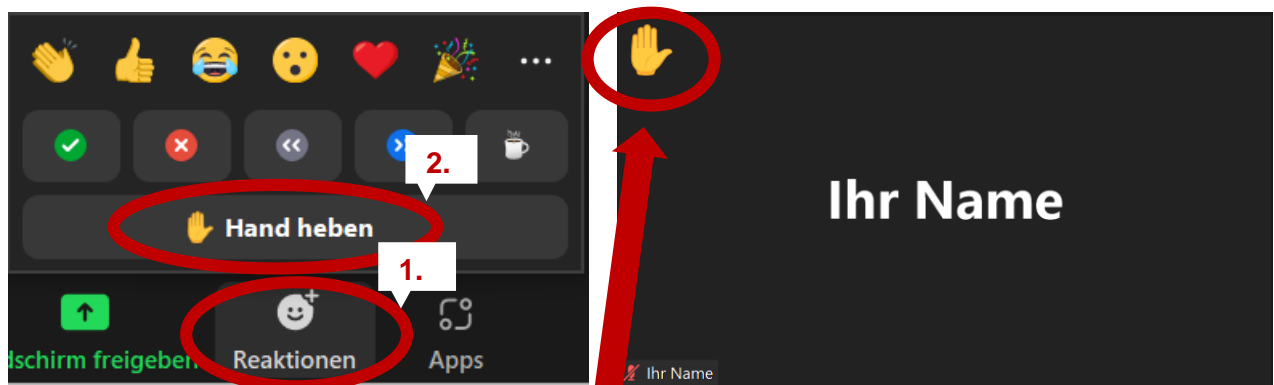 2.
Hand heben
1.
dschirm freigeben
Reaktionen
Apps
Ihr Name
Ihr Name